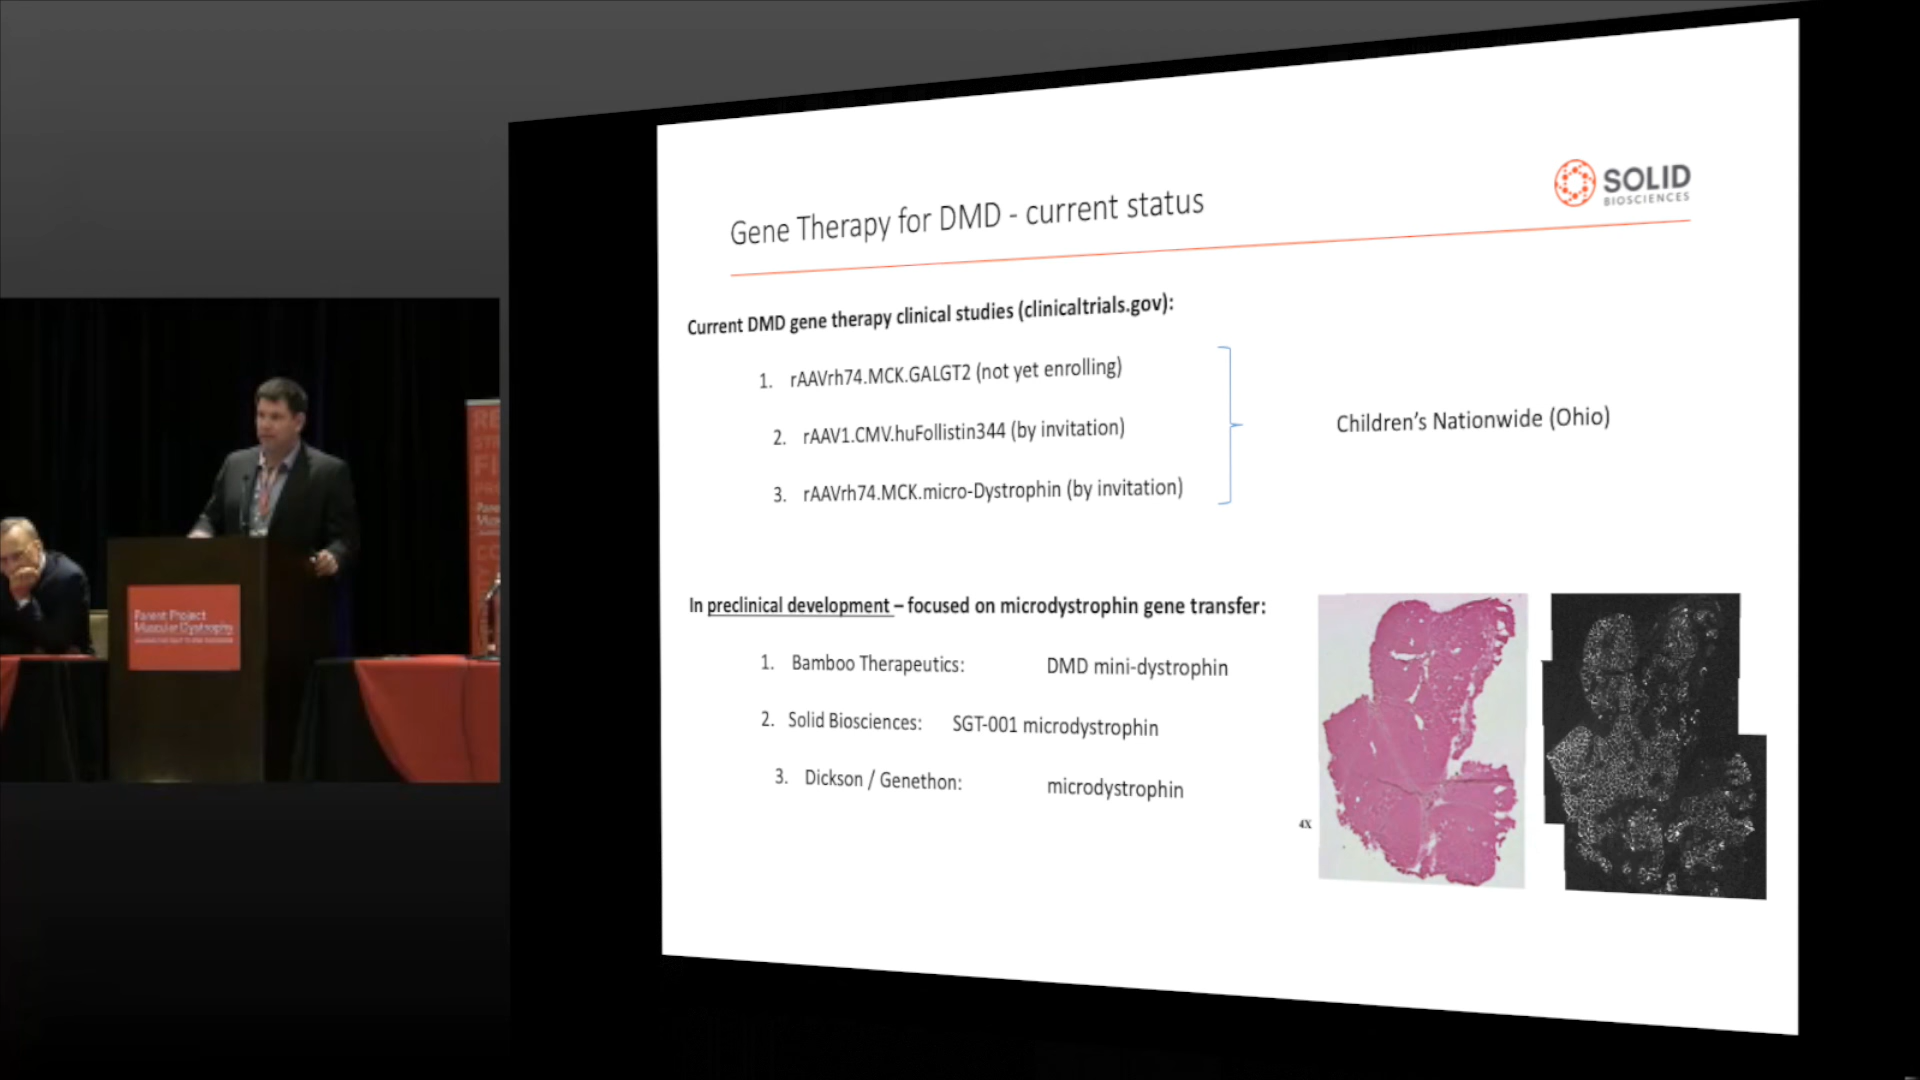 SOLID
BIOSCIENCES
Gene Therapy for DMD - current status
Current DMD gene therapy clinical studies (clinicaltrials.gov):
1. rAAVrh74.MCK.GALGT2 (not yet enrolling)
2. rAAV1.CMV.huFollistin344 (by invitation)
3. rAAVrh74.MCK.micro-Dystrophin (by invitation)
Children's Nationwide (Ohio)
In preclinical development – focused on microdystrophin gene transfer:
1. Bamboo Therapeutics: DMD mini-dystrophin
2. Solid Biosciences: SGT-001 microdystrophin
3. Dickson / Genethon: microdystrophin
4X
Parent Project
Muscular Dystrophy